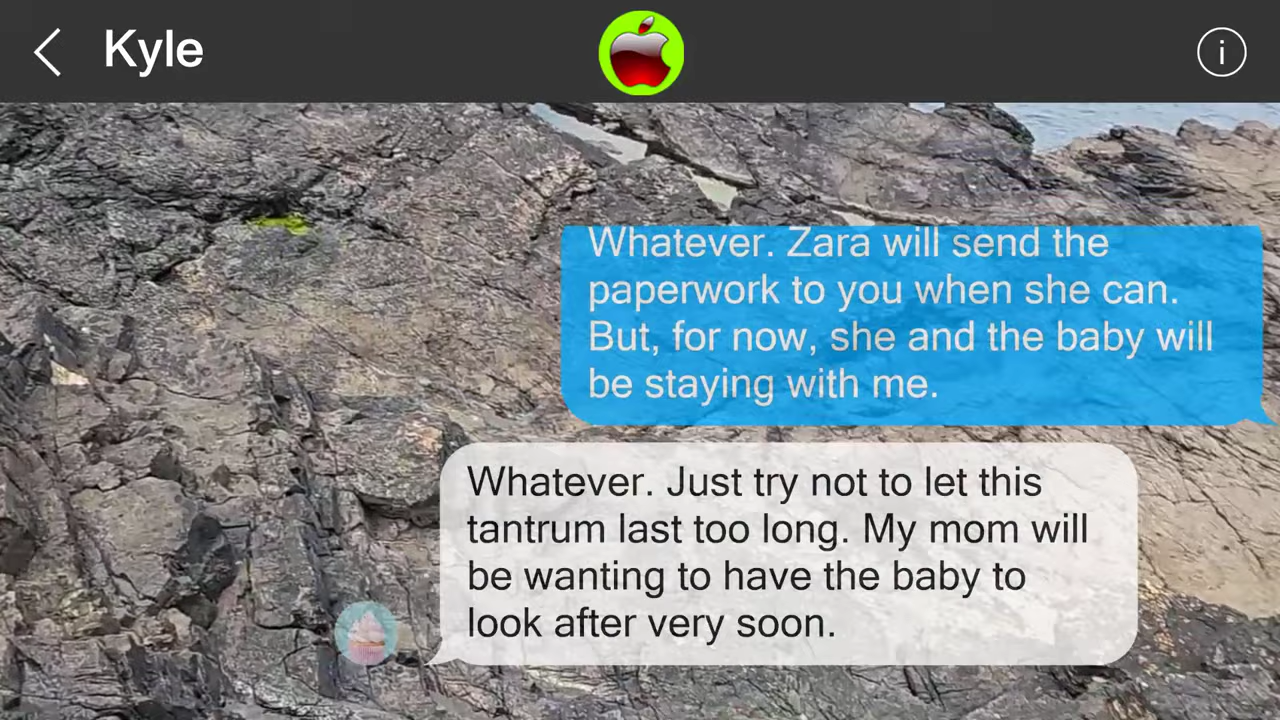 Kyle
i
Whatever. Zara will send the
paperwork to you when she can.
But, for now, she and the baby will
be staying with me.
Whatever. Just try not to let this
tantrum last too long. My mom will
be wanting to have the baby to
look after very soon.